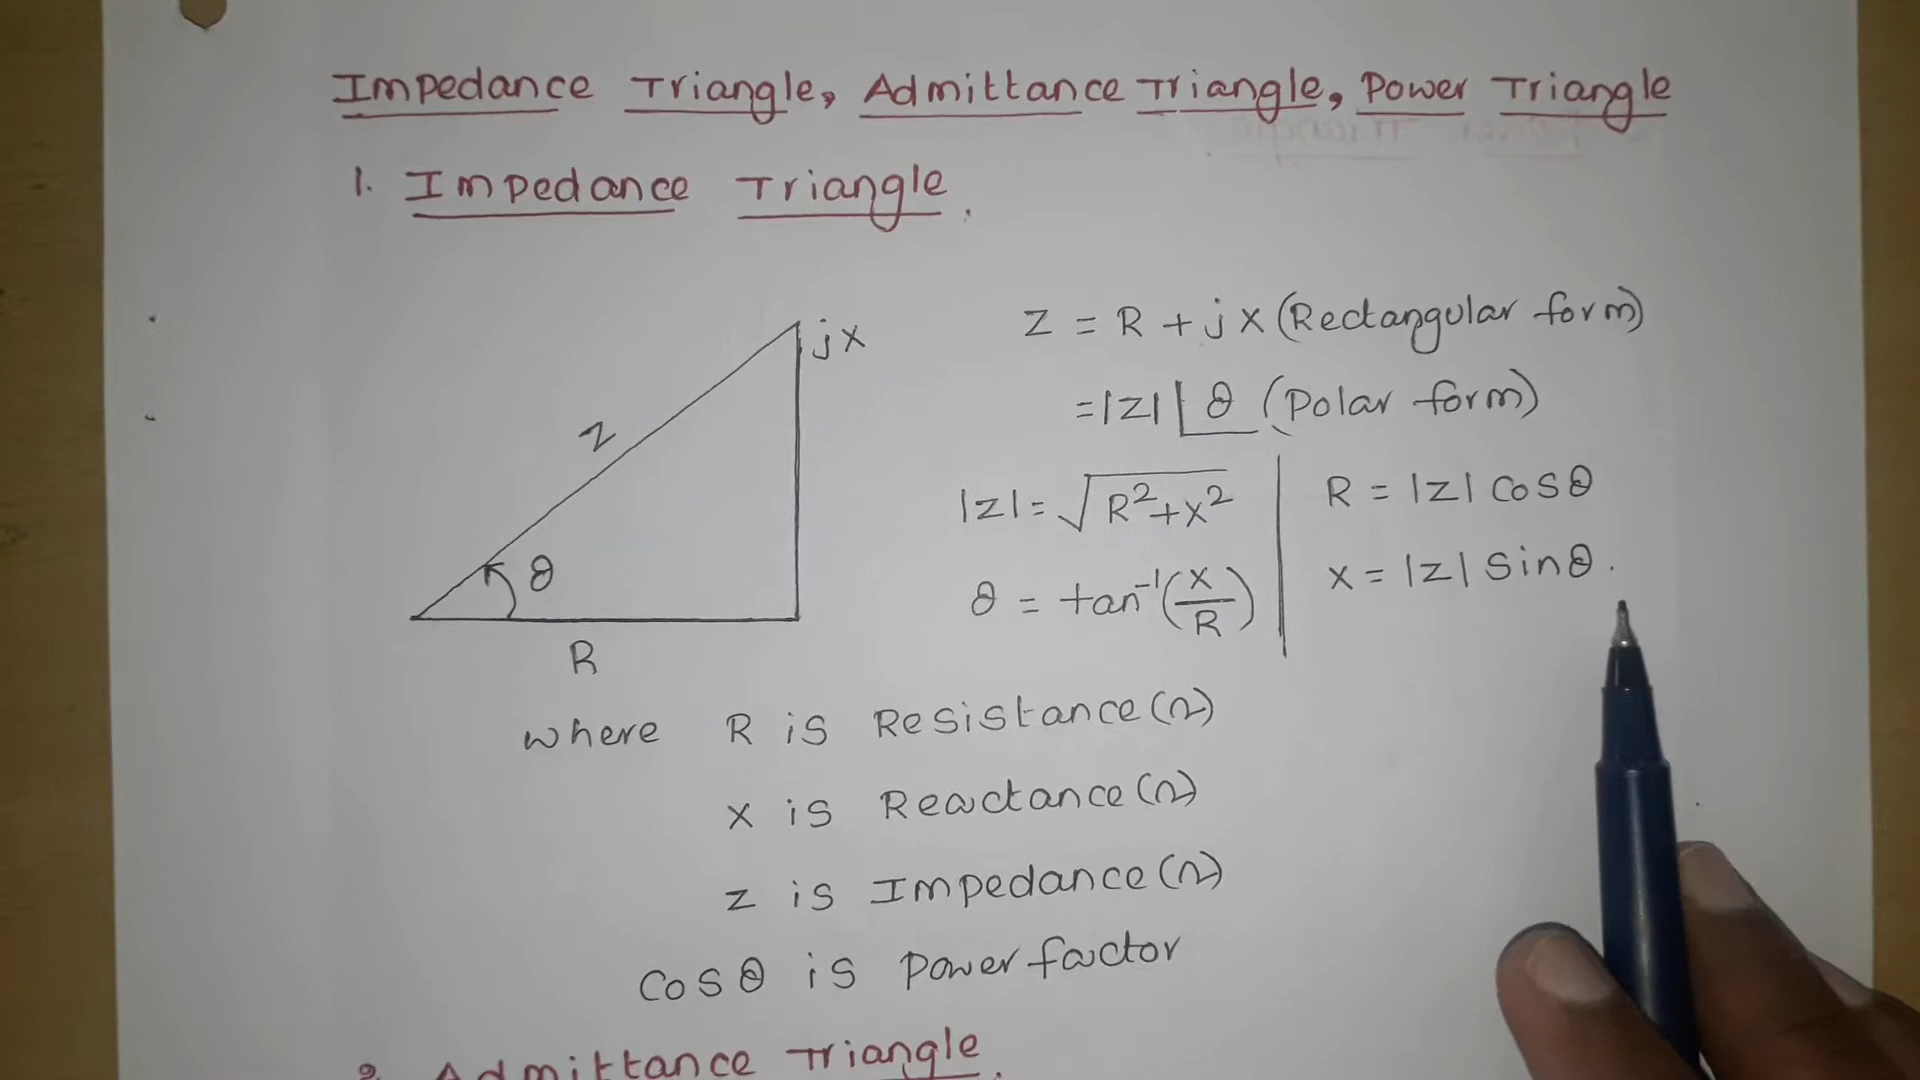 Impedance Triangle, Admittance Triangle, Power Triangle
1. Impedance Triangle.
jX
Z
θ
R
Z = R + jX (Rectangular form)
= |Z| ∠θ (Polar form)
|Z| = √(R²+X²)
θ = tan⁻¹(X/R)
R = |Z| Cosθ
X = |Z| Sinθ.
where R is Resistance (Ω)
X is Reactance (Ω)
Z is Impedance (Ω)
Cosθ is Power factor
2. Admittance Triangle.